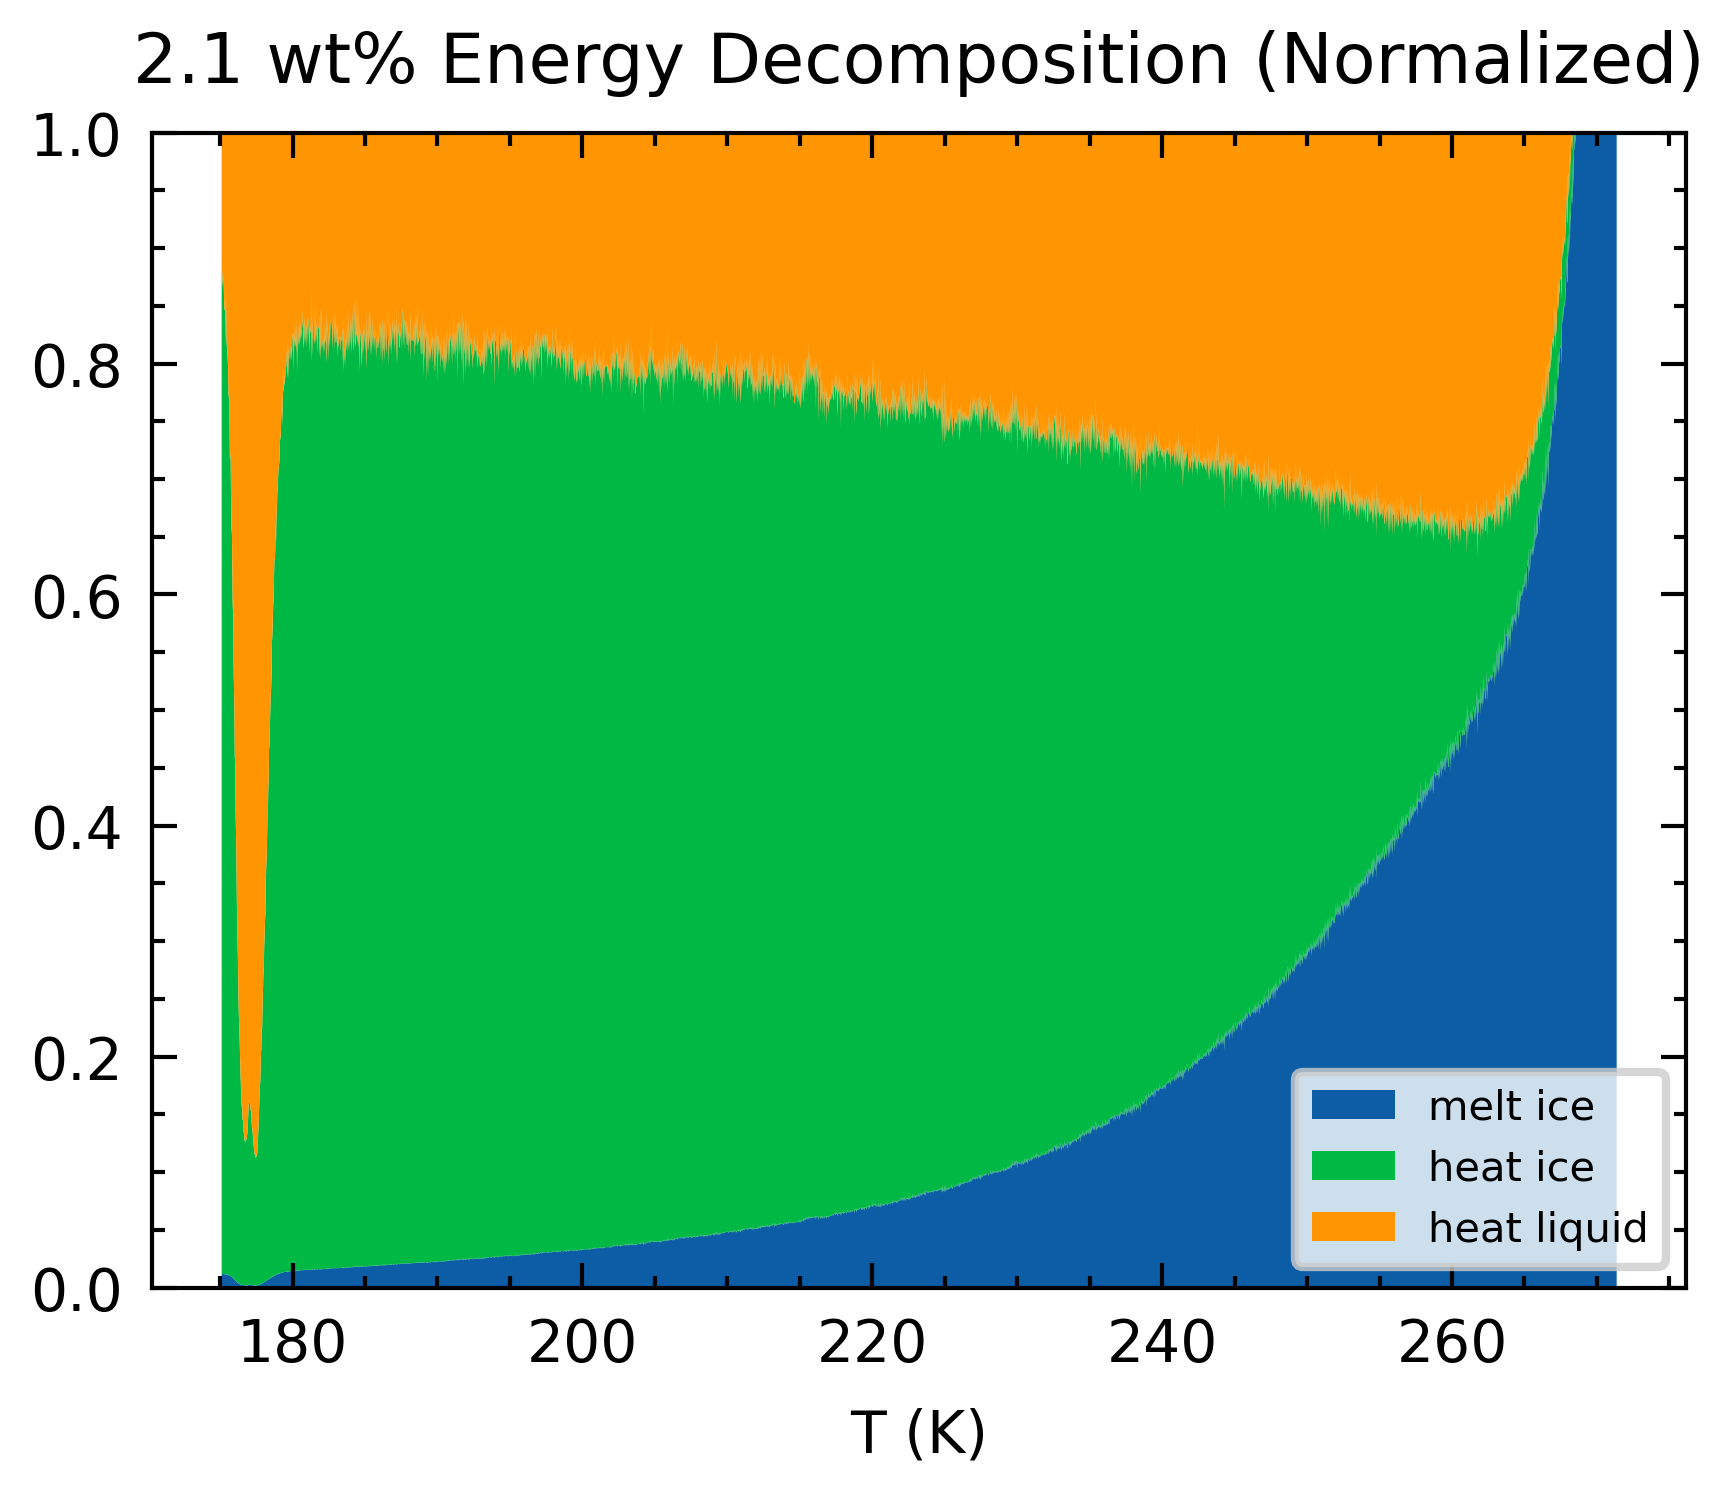 2.1 wt% Energy Decomposition (Normalized)
1.0
0.8
0.6
0.4
0.2
0.0
melt ice
heat ice
heat liquid
180 200 220 240 260
T (K)